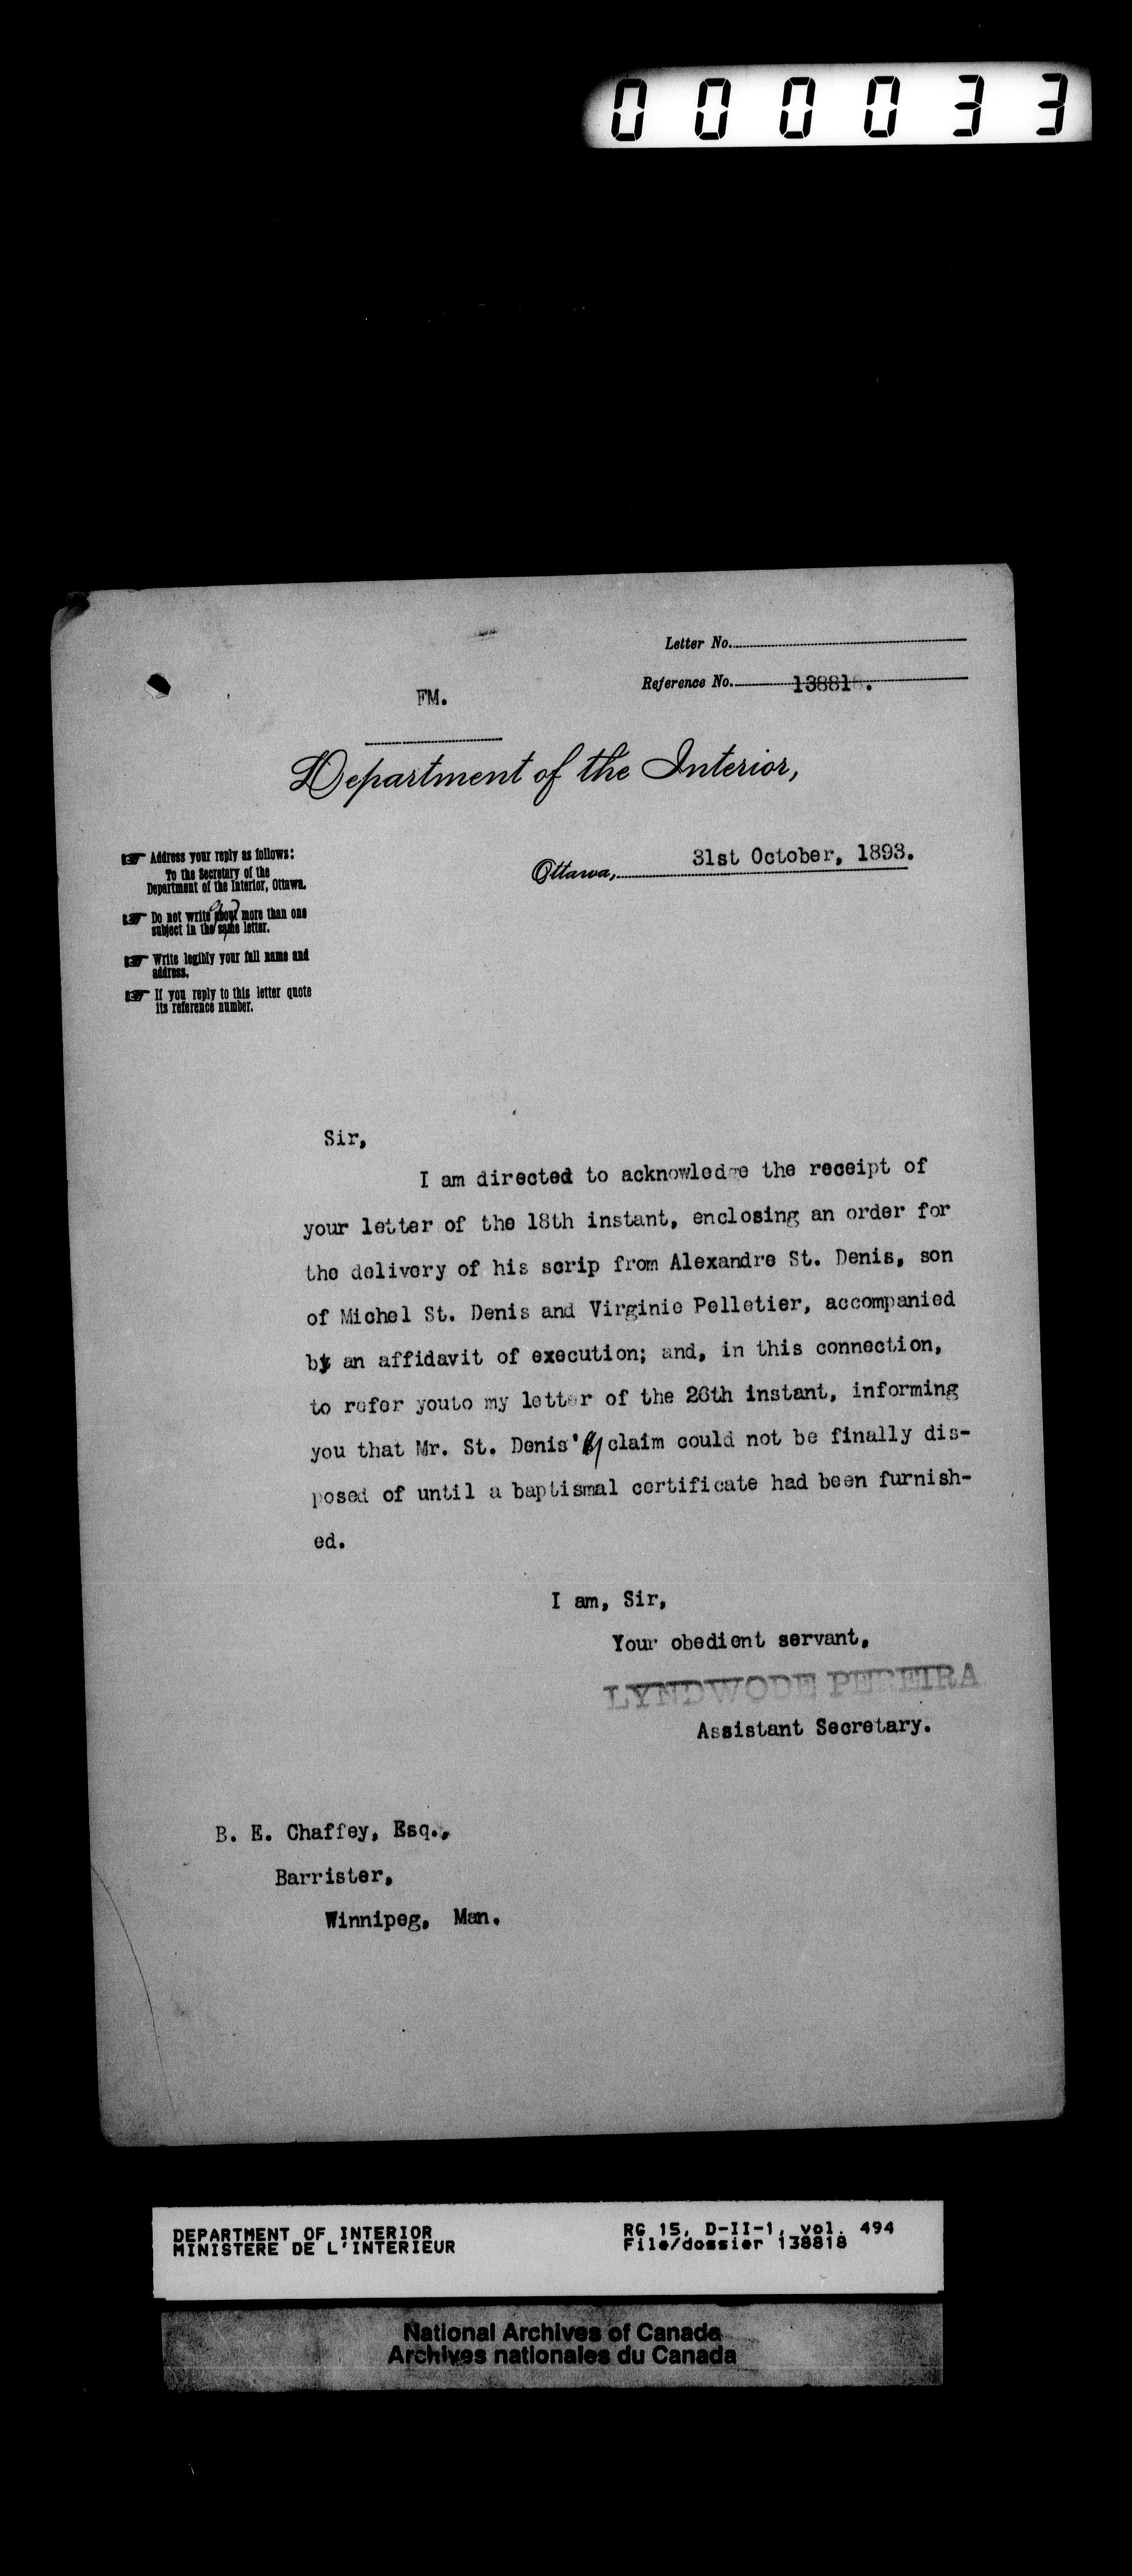 000033
Letter No.
Reference No. 138818.
FM.
Department of the Interior,
Ottawa, 31st October, 1893.
Address your reply as follows:
To the Secretary of the
Department of the Interior, Ottawa.
Do not write about more than one
subject in the same letter.
Write legibly your full name and
address.
If you reply to this letter quote
its reference number.
Sir,
I am directed to acknowledge the receipt of
your letter of the 18th instant, enclosing an order for
the delivery of his scrip from Alexandre St. Denis, son
of Michel St. Denis and Virginie Pelletier, accompanied
by an affidavit of execution; and, in this connection,
to refer youto my letter of the 26th instant, informing
you that Mr. St. Denis' claim could not be finally dis-
posed of until a baptismal certificate had been furnish-
ed.
I am, Sir,
Your obedient servant,
LYNDWODE PEREIRA
Assistant Secretary.
B. E. Chaffey, Esq.,
Barrister,
Winnipeg, Man.
DEPARTMENT OF INTERIOR
MINISTERE DE L'INTERIEUR
RG 15, D-II-1, vol. 494
File/dossier 138818
National Archives of Canada
Archives nationales du Canada